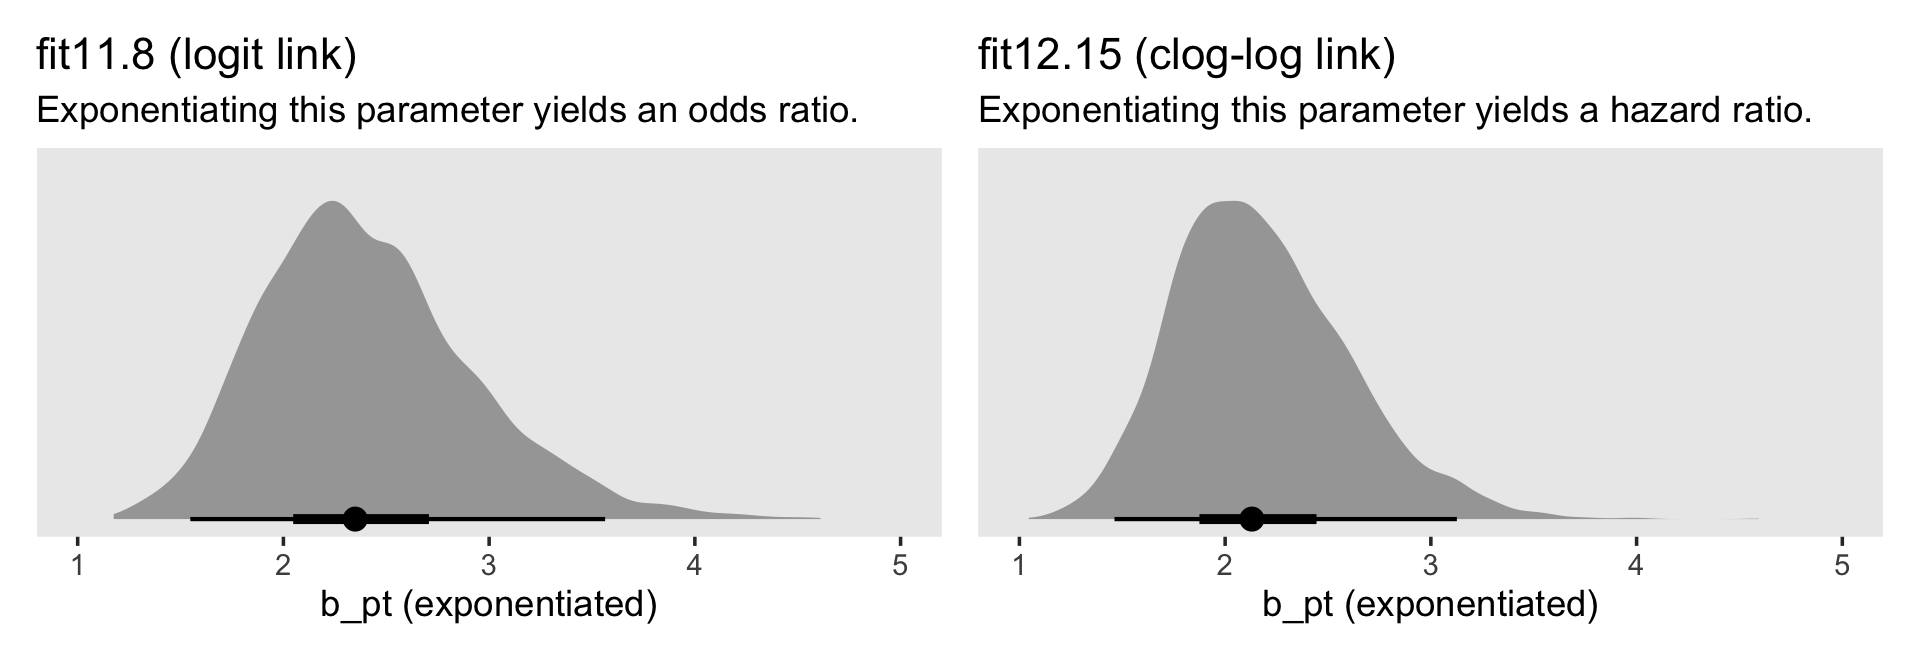 fit11.8 (logit link)
Exponentiating this parameter yields an odds ratio.
1 2 3 4 5
b_pt (exponentiated)
fit12.15 (clog-log link)
Exponentiating this parameter yields a hazard ratio.
1 2 3 4 5
b_pt (exponentiated)